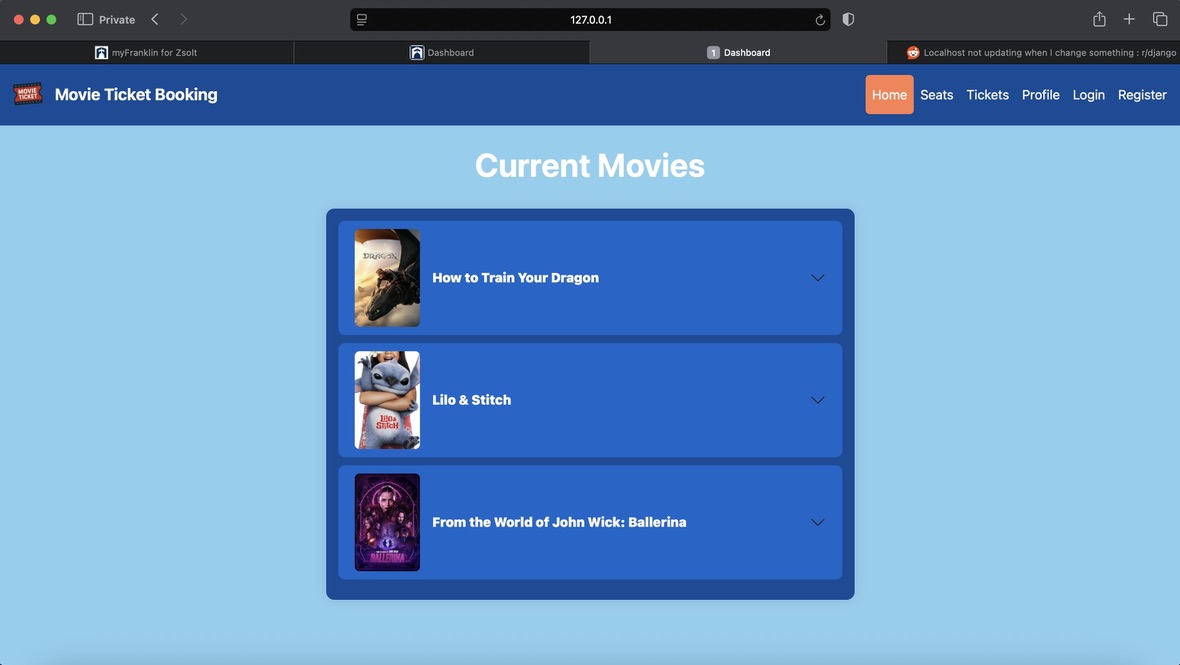 Private
127.0.0.1
myFranklin for Zsolt
Dashboard
1 Dashboard
Localhost not updating when I change something : r/django
MOVIE
TICKET
Movie Ticket Booking
Home
Seats
Tickets
Profile
Login
Register
Current Movies
DRAGON
How to Train Your Dragon
LILO &
STITCH
Lilo & Stitch
BALLERINA
From the World of John Wick: Ballerina